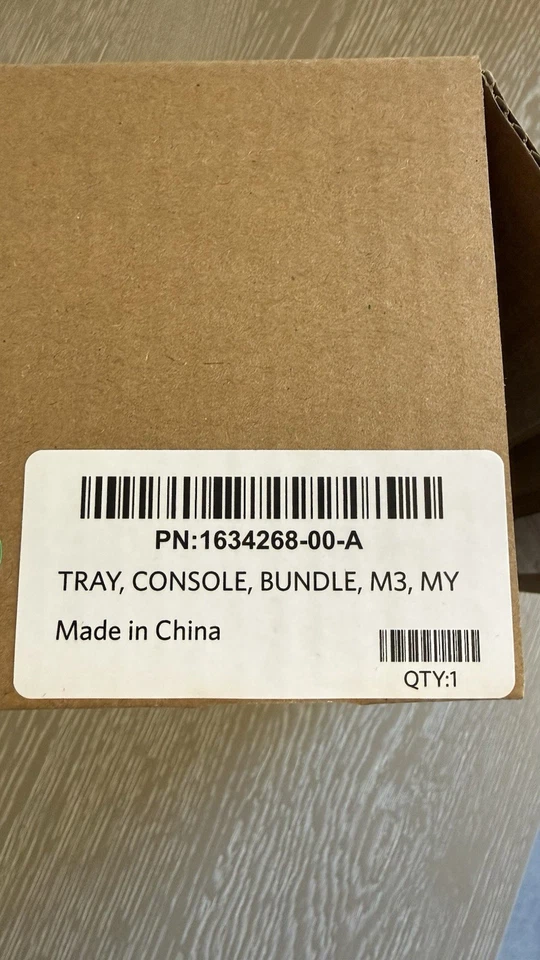 PN:1634268-00-A
TRAY, CONSOLE, BUNDLE, M3, MY
Made in China
QTY:1